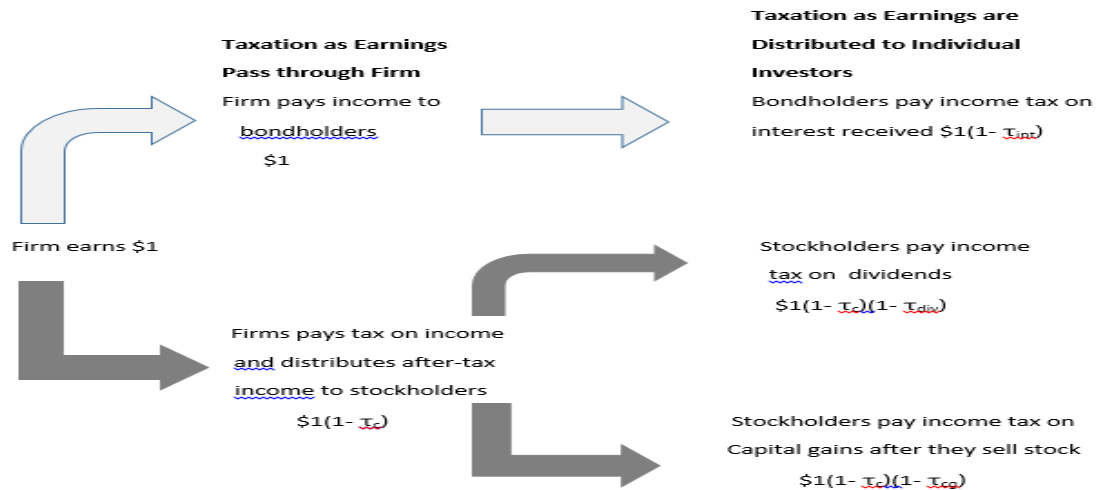 Taxation as Earnings
Pass through Firm
Firm pays income to
bondholders
$1
Taxation as Earnings are
Distributed to Individual
Investors
Bondholders pay income tax on
interest received $1(1- τint)
Firm earns $1
Firms pays tax on income
and distributes after-tax
income to stockholders
$1(1- τc)
Stockholders pay income
tax on dividends
$1(1- τc)(1- τdiv)
Stockholders pay income tax on
Capital gains after they sell stock
$1(1- τc)(1- τcg)